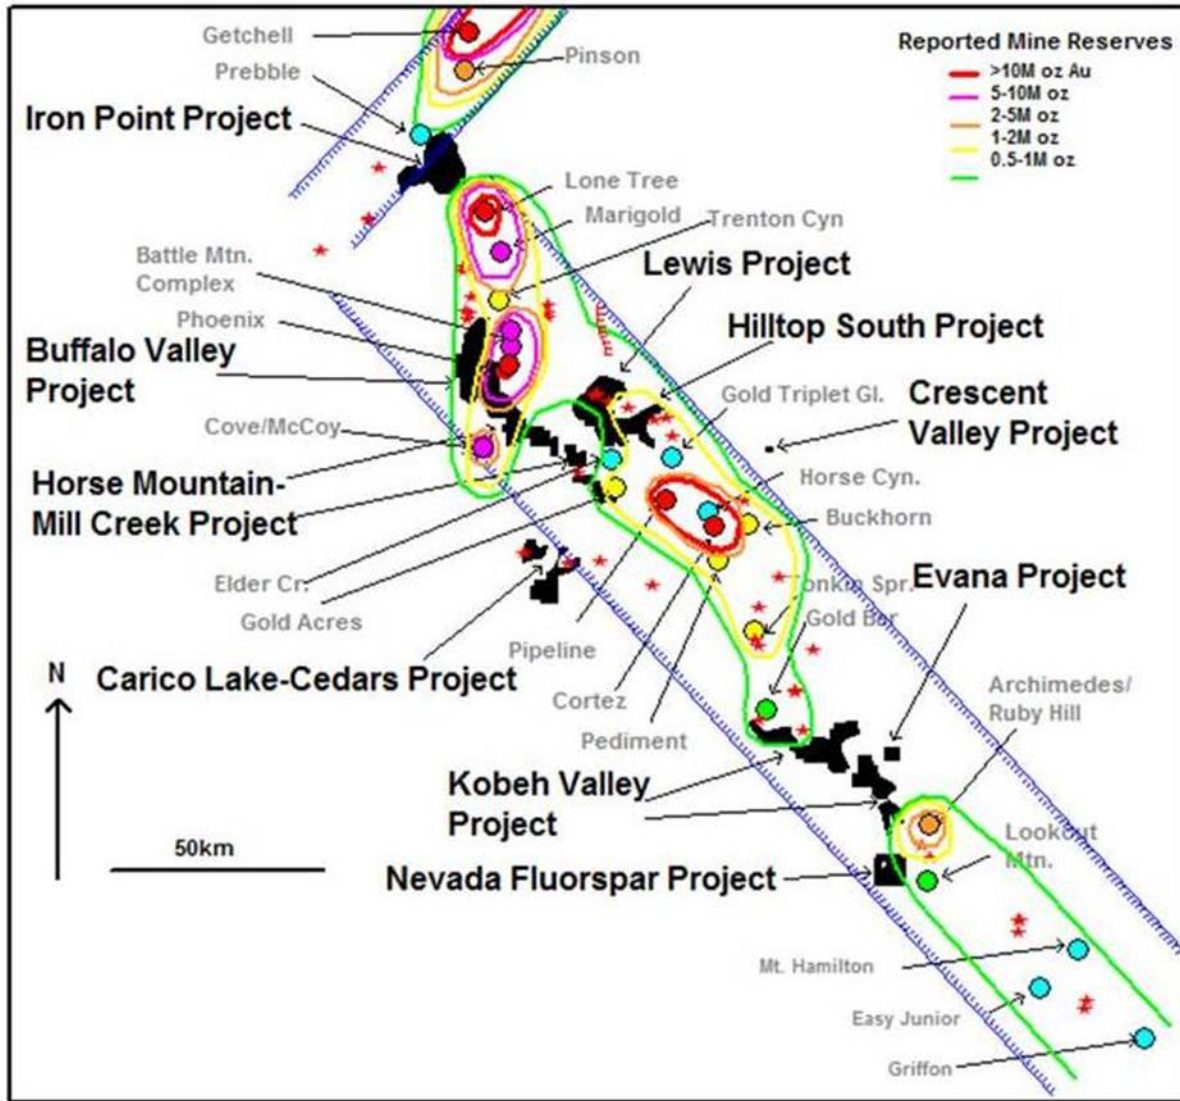 Getchell
Prebble
Pinson
Reported Mine Reserves
>10M oz Au
5-10M oz
2-5M oz
1-2M oz
0.5-1M oz
Iron Point Project
Lone Tree
Marigold
Trenton Cyn
Battle Mtn.
Complex
Lewis Project
Phoenix
Hilltop South Project
Buffalo Valley
Project
Gold Triplet Gl.
Crescent
Valley Project
Cove/McCoy
Horse Mountain-
Mill Creek Project
Horse Cyn.
Buckhorn
Elder Cr.
Gold Acres
onkin Spr.
Evana Project
Gold Bar
Pipeline
N
Carico Lake-Cedars Project
Cortez
Pediment
Archimedes/
Ruby Hill
Kobeh Valley
Project
50km
Lookout
Mtn.
Nevada Fluorspar Project
Mt. Hamilton
Easy Junior
Griffon